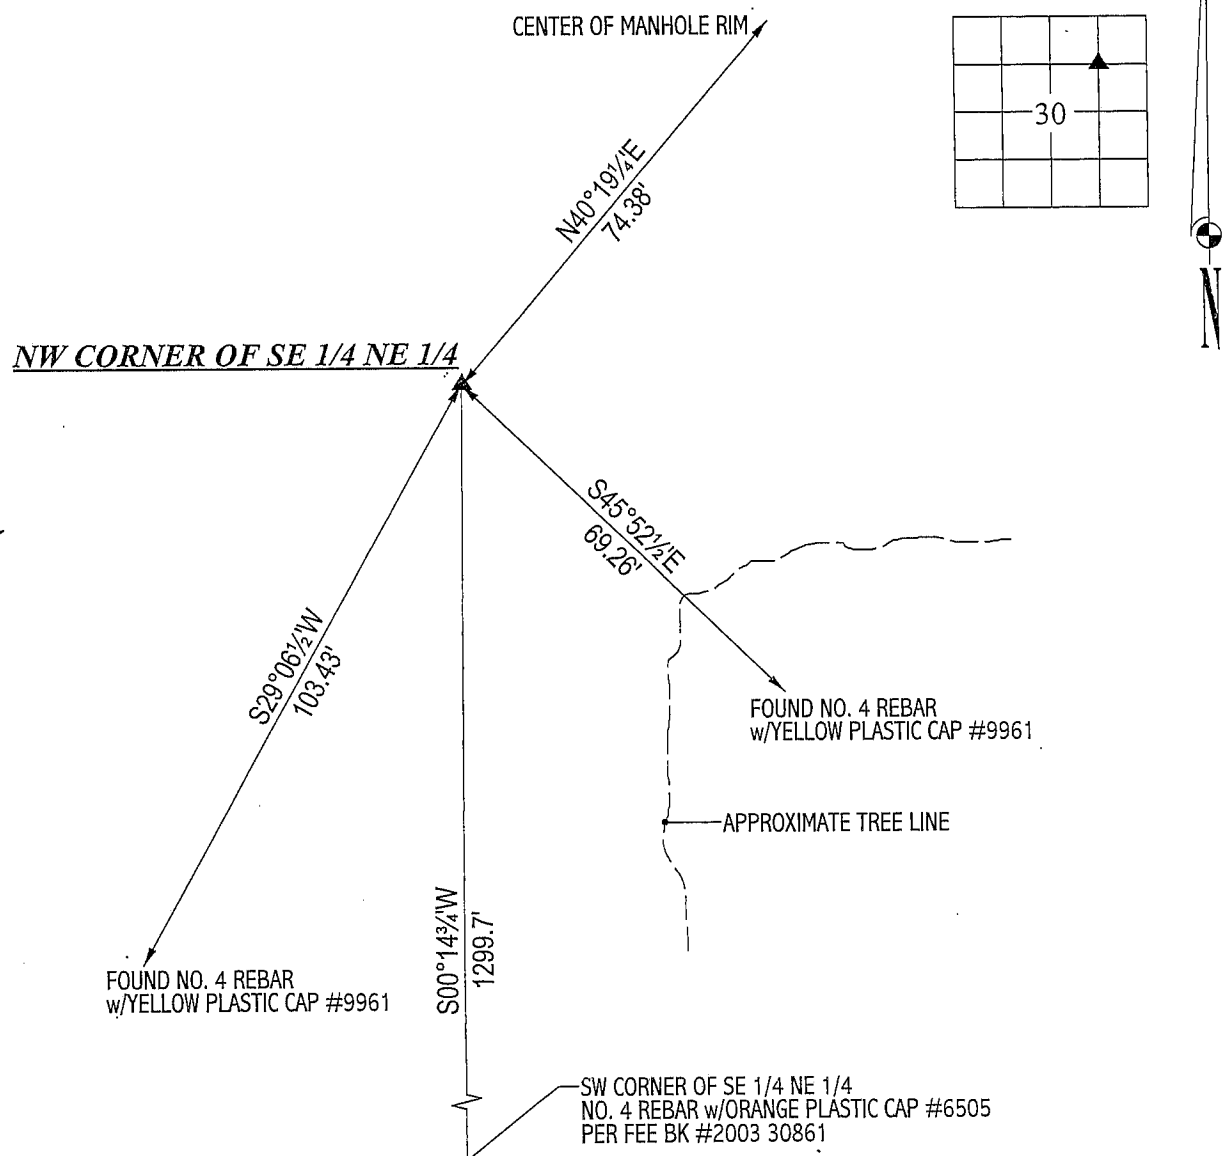 CENTER OF MANHOLE RIM
30
N
N40°19¼'E
74.38'
NW CORNER OF SE 1/4 NE 1/4
S45°52½'E
69.26'
S29°06½'W
103.43'
FOUND NO. 4 REBAR
w/YELLOW PLASTIC CAP #9961
APPROXIMATE TREE LINE
S00°14¾'W
1299.7'
FOUND NO. 4 REBAR
w/YELLOW PLASTIC CAP #9961
SW CORNER OF SE 1/4 NE 1/4
NO. 4 REBAR w/ORANGE PLASTIC CAP #6505
PER FEE BK #2003 30861